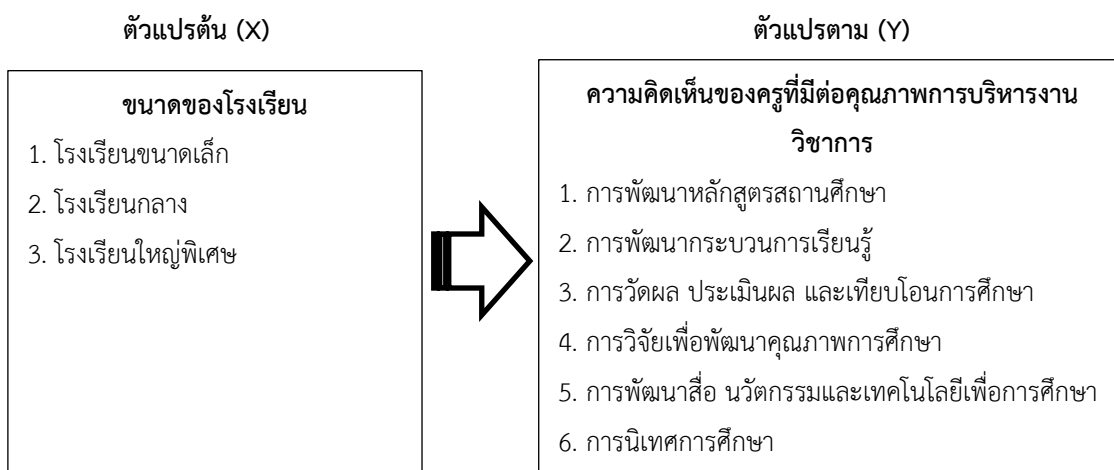 ตัวแปรต้น (X)
ขนาดของโรงเรียน
1. โรงเรียนขนาดเล็ก
2. โรงเรียนกลาง
3. โรงเรียนใหญ่พิเศษ
ตัวแปรตาม (Y)
ความคิดเห็นของครูที่มีต่อคุณภาพการบริหารงาน
วิชาการ
1. การพัฒนาหลักสูตรสถานศึกษา
2. การพัฒนากระบวนการเรียนรู้
3. การวัดผล ประเมินผล และเทียบโอนการศึกษา
4. การวิจัยเพื่อพัฒนาคุณภาพการศึกษา
5. การพัฒนาสื่อ นวัตกรรมและเทคโนโลยีเพื่อการศึกษา
6. การนิเทศการศึกษา